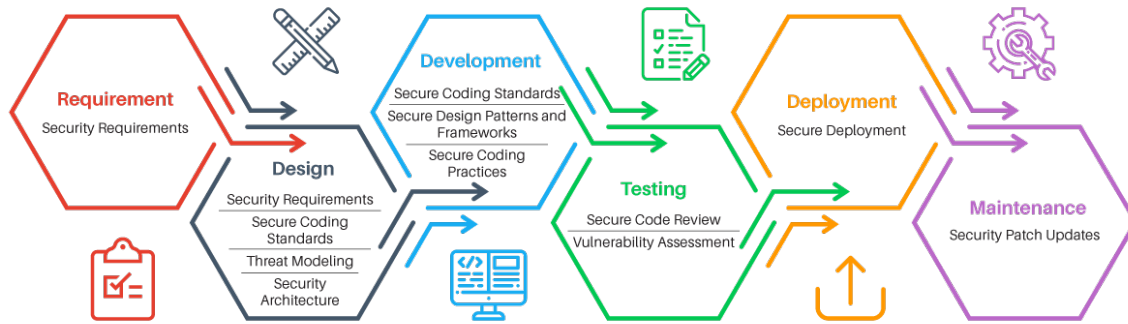 Requirement
Security Requirements
Design
Security Requirements
Secure Coding
Standards
Threat Modeling
Security
Architecture
Development
Secure Coding Standards
Secure Design Patterns and
Frameworks
Secure Coding
Practices
Testing
Secure Code Review
Vulnerability Assessment
Deployment
Secure Deployment
Maintenance
Security Patch Updates